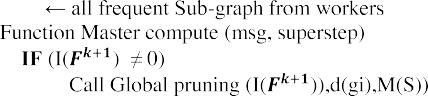 ← all frequent Sub-graph from workers
Function Master compute (msg, superstep)
IF (I(F^{k+1}) ≠0)
Call Global pruning (I(F^{k+1})),d(gi),M(S))